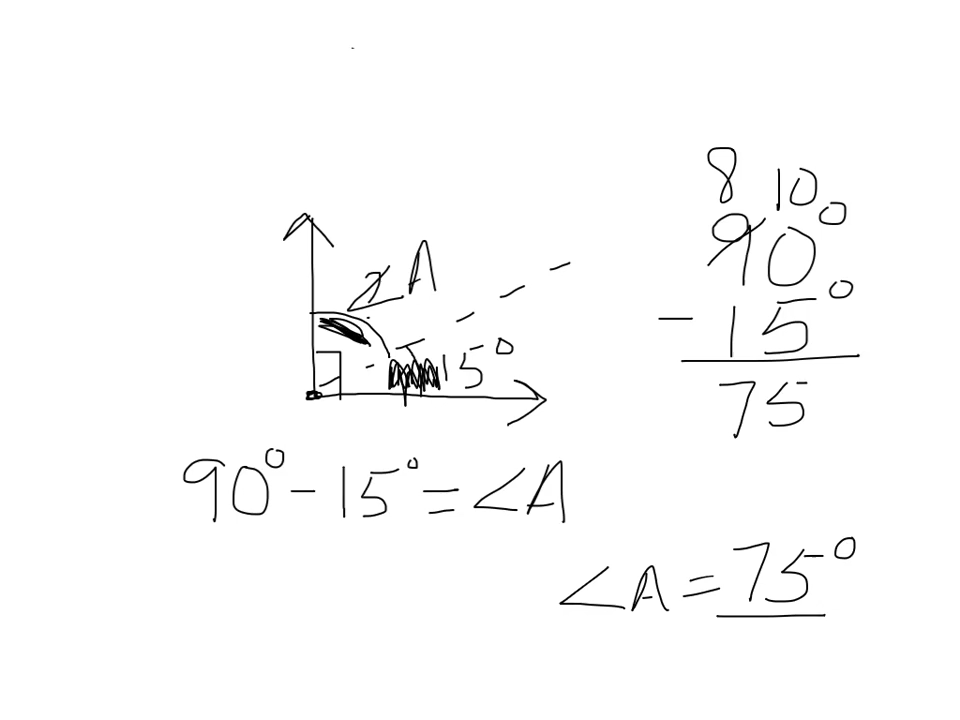 8 10°
90°
∠A
- 15°
15°
75
90° - 15° = ∠A
∠A = 75°